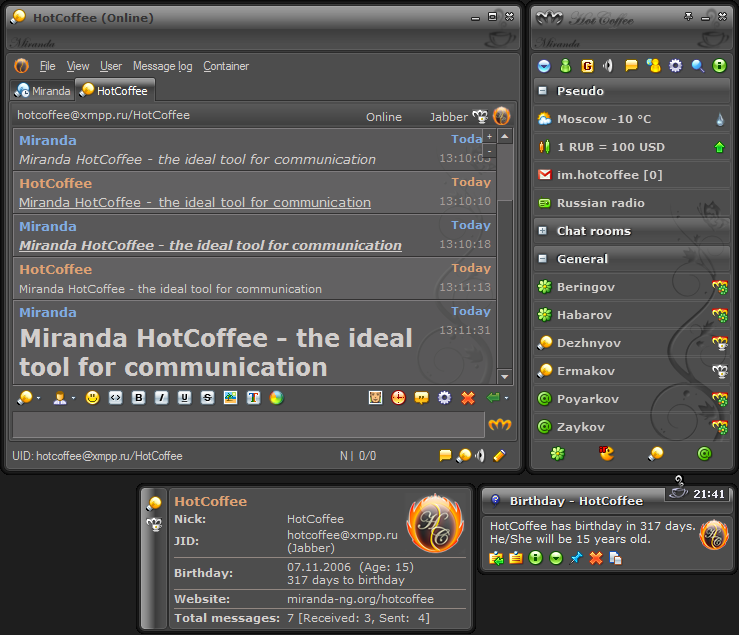 HotCoffee (Online)
Miranda
File View User Message log Container
Miranda HotCoffee
hotcoffee@xmpp.ru/HotCoffee Online Jabber
Miranda Toda
Miranda HotCoffee - the ideal tool for communication 13:10:03
HotCoffee Today
Miranda HotCoffee - the ideal tool for communication 13:10:10
Miranda Today
Miranda HotCoffee - the ideal tool for communication 13:10:18
HotCoffee Today
Miranda HotCoffee - the ideal tool for communication 13:11:13
Miranda Today
Miranda HotCoffee - the ideal 13:11:31
tool for communication
B I U S T
UID: hotcoffee@xmpp.ru/HotCoffee N | 0/0
Hot Coffee
Miranda
G
Pseudo
Moscow -10 °C
1 RUB = 100 USD
im.hotcoffee [0]
Russian radio
Chat rooms
General
Beringov
Habarov
Dezhnyov
Ermakov
Poyarkov
Zaykov
HotCoffee
Nick: HotCoffee
JID: hotcoffee@xmpp.ru
(Jabber)
Birthday: 07.11.2006 (Age: 15)
317 days to birthday
Website: miranda-ng.org/hotcoffee
Total messages: 7 [Received: 3, Sent: 4]
HC
Birthday - HotCoffee 21:41
HotCoffee has birthday in 317 days.
He/She will be 15 years old.